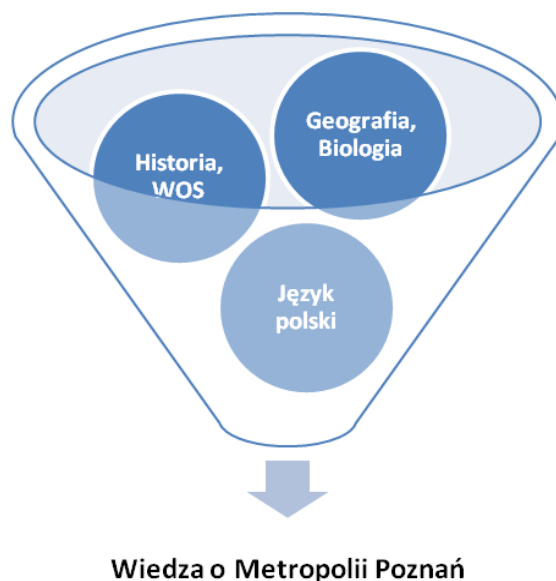 Geografia,
Biologia
Historia,
WOS
Język
polski
Wiedza o Metropolii Poznań